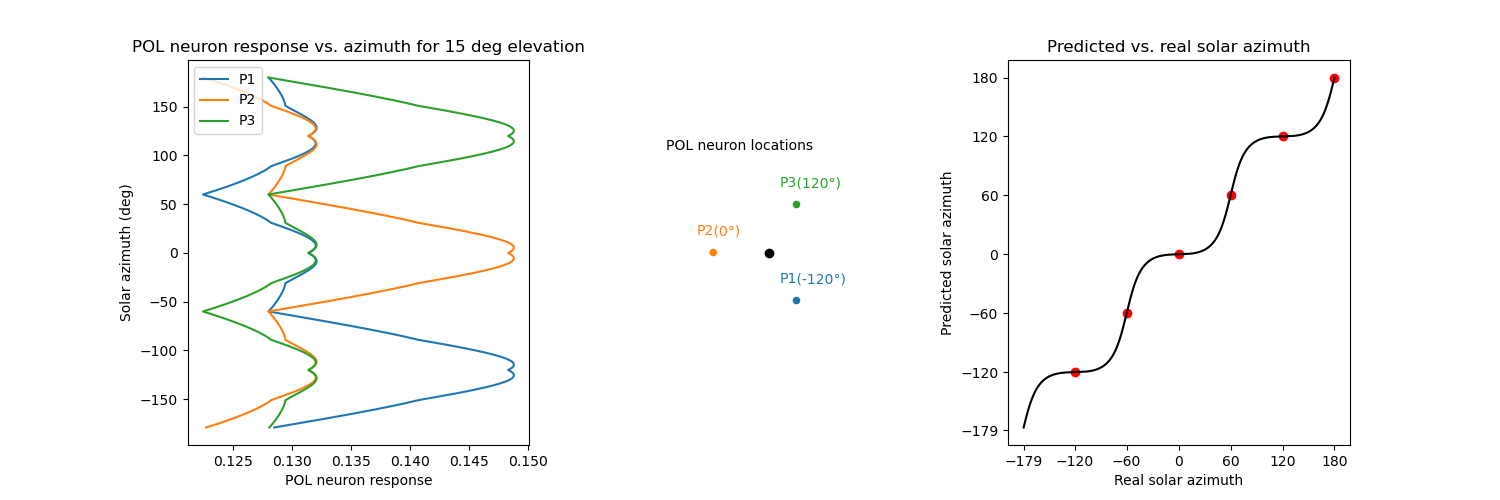 POL neuron response vs. azimuth for 15 deg elevation
P1
P2
P3
150
100
50
0
−50
−100
−150
Solar azimuth (deg)
0.125 0.130 0.135 0.140 0.145 0.150
POL neuron response
POL neuron locations
P3(120°)
P2(0°)
P1(-120°)
Predicted vs. real solar azimuth
180
120
60
0
−60
−120
−179
Predicted solar azimuth
−179 −120 −60 0 60 120 180
Real solar azimuth